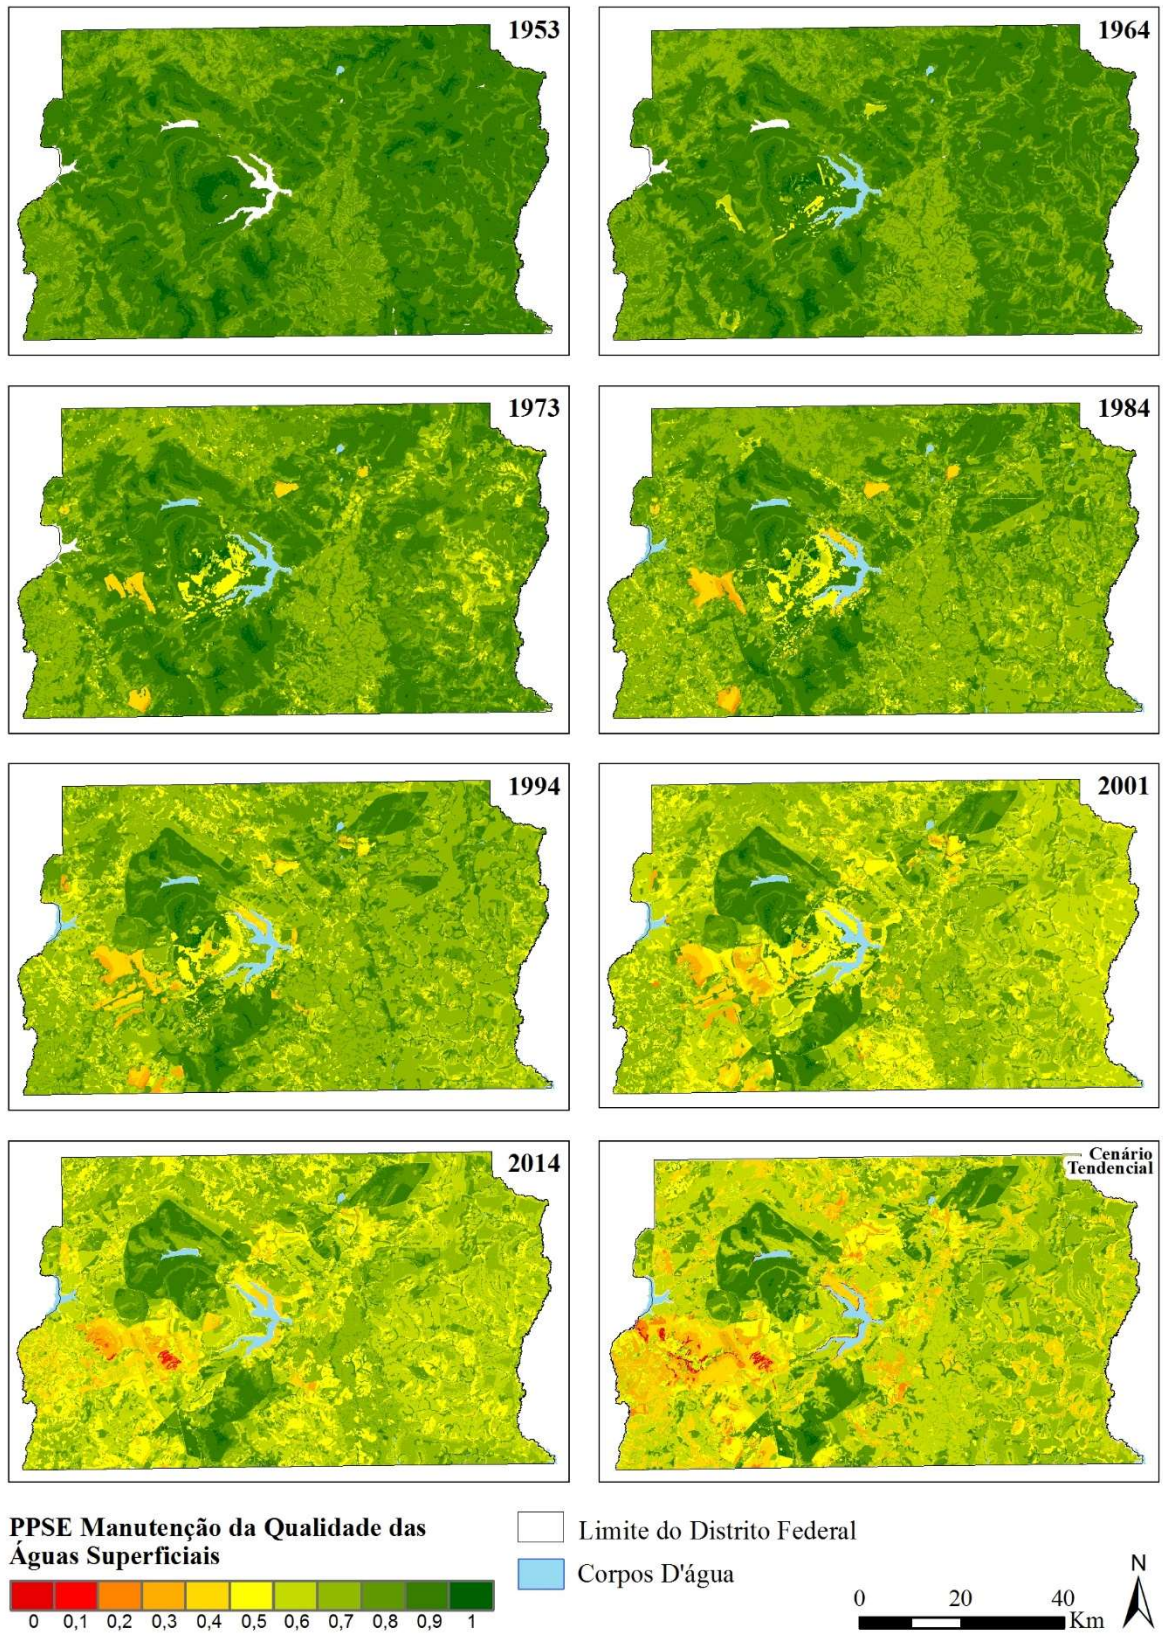 1953
1964
1973
1984
1994
2001
2014
Cenário
Tendencial
PPSE Manutenção da Qualidade das
Águas Superficiais
0 0,1 0,2 0,3 0,4 0,5 0,6 0,7 0,8 0,9 1
Limite do Distrito Federal
Corpos D'água
0 20 40
Km
N